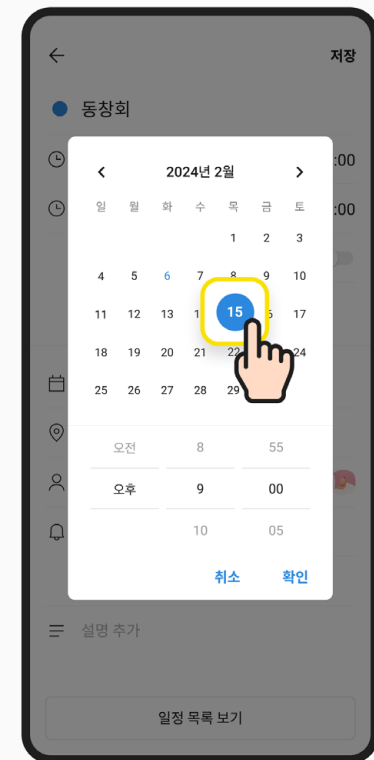 저장
동창회
:00
2024년 2월
:00
일 월 화 수 목 금 토
1 2 3
4 5 6 7 8 9 10
11 12 13 15 17
18 19 20 21 22 24
25 26 27 28 29
오전 8 55
오후 9 00
10 05
취소 확인
설명 추가
일정 목록 보기